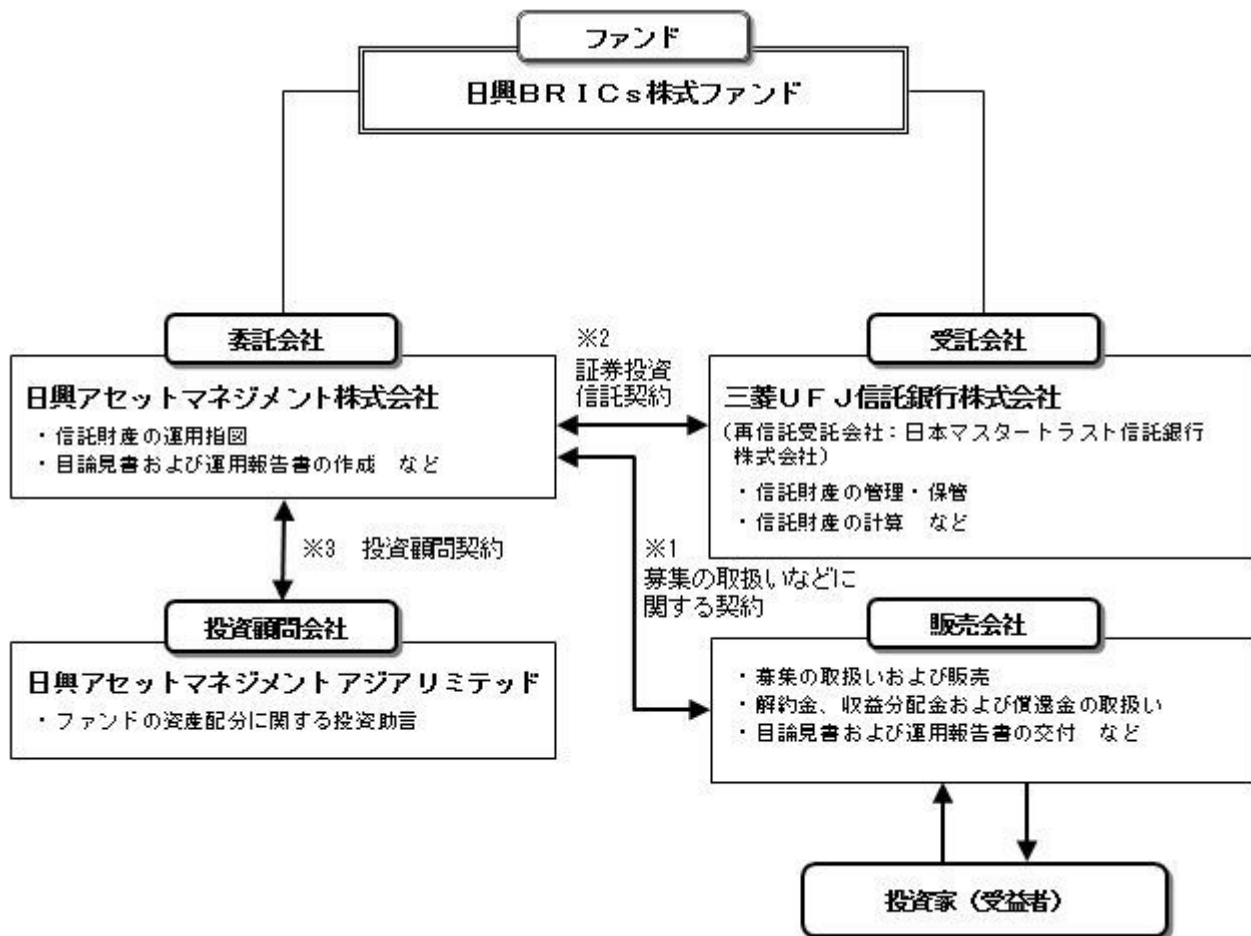 ファンド
日興BRICs株式ファンド
委託会社
日興アセットマネジメント株式会社
・信託財産の運用指図
・目論見書および運用報告書の作成 など
※2
証券投資
信託契約
受託会社
三菱UFJ信託銀行株式会社
(再信託受託会社:日本マスタートラスト信託銀行
株式会社)
・信託財産の管理・保管
・信託財産の計算 など
※3 投資顧問契約
※1
募集の取扱いなどに
関する契約
投資顧問会社
日興アセットマネジメント アジア リミテッド
・ファンドの資産配分に関する投資助言
販売会社
・募集の取扱いおよび販売
・解約金、収益分配金および償還金の取扱い
・目論見書および運用報告書の交付 など
投資家(受益者)